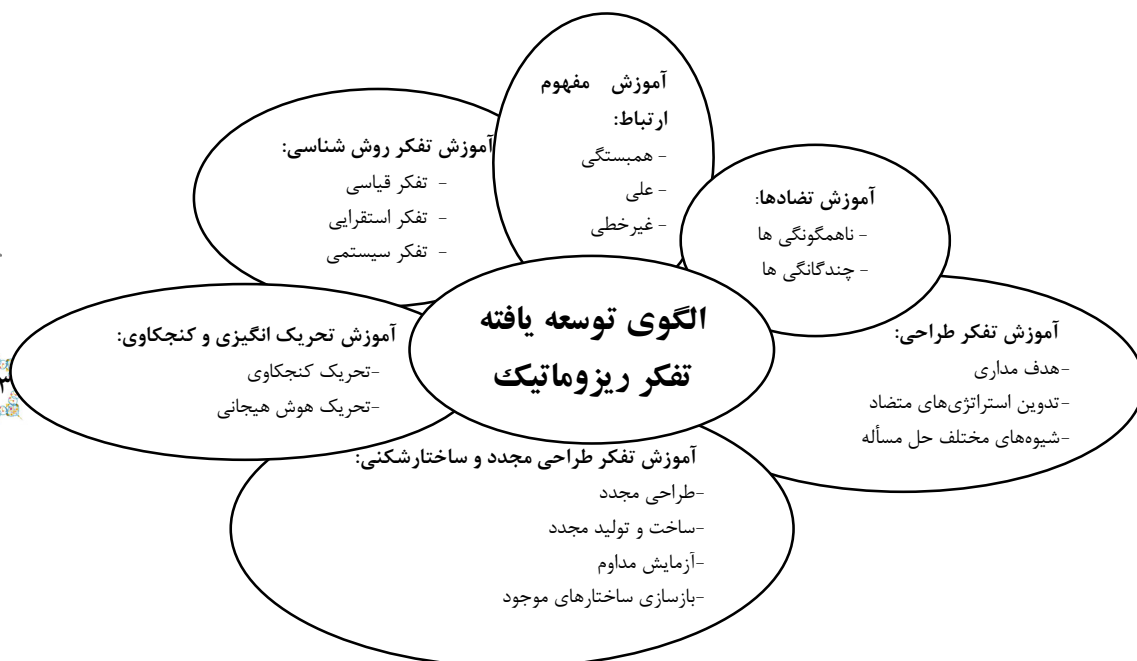 آموزش مفهوم
ارتباط:
- همبستگی
- علی
- غیرخطی
آموزش تضادها:
- ناهمگونگی ها
- چندگانگی ها
آموزش تفکر روش شناسی:
- تفکر قیاسی
- تفکر استقرایی
- تفکر سیستمی
الگوی توسعه یافته
تفکر ریزوماتیک
آموزش تفکر طراحی:
-هدف مداری
-تدوین استراتژی‌های متضاد
-شیوه‌های مختلف حل مسأله
آموزش تحریک انگیزی و کنجکاوی:
-تحریک کنجکاوی
-تحریک هوش هیجانی
آموزش تفکر طراحی مجدد و ساختارشکنی:
-طراحی مجدد
-ساخت و تولید مجدد
-آزمایش مداوم
-بازسازی ساختارهای موجود